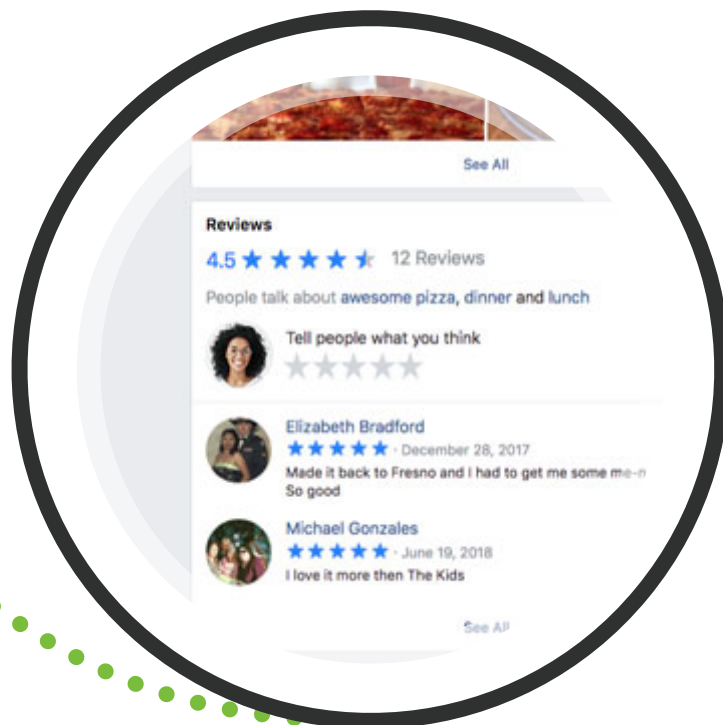 See All
Reviews
4.5 12 Reviews
People talk about awesome pizza, dinner and lunch
Tell people what you think
Elizabeth Bradford
· December 28, 2017
Made it back to Fresno and I had to get me some
So good
Michael Gonzales
· June 19, 2018
I love it more then The Kids
See All